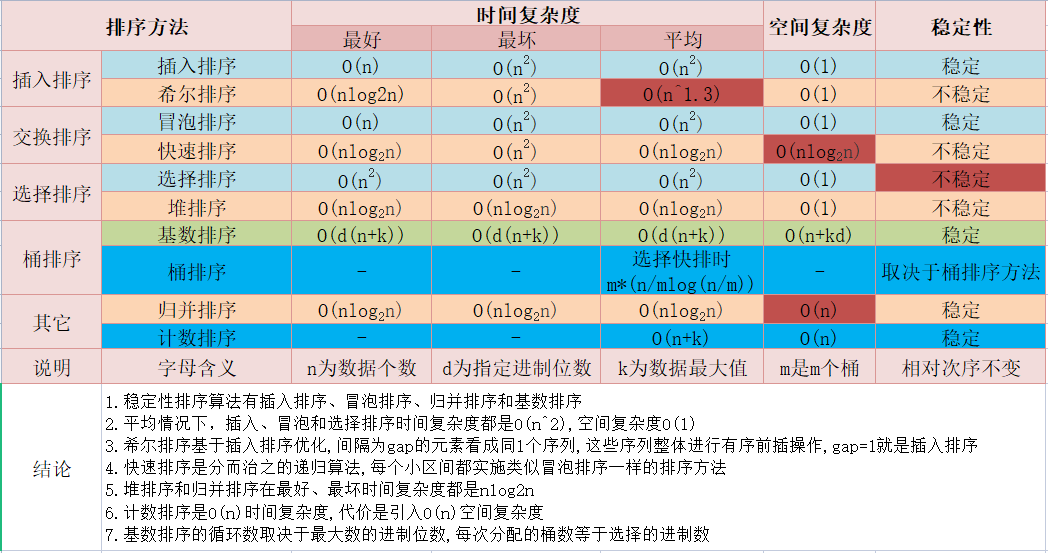 排序方法 时间复杂度 空间复杂度 稳定性
最好 最坏 平均
插入排序 插入排序 O(n) O(n²) O(n²) O(1) 稳定
希尔排序 O(nlog2n) O(n²) O(n^1.3) O(1) 不稳定
交换排序 冒泡排序 O(n) O(n²) O(n²) O(1) 稳定
快速排序 O(nlog₂n) O(n²) O(nlog₂n) O(nlog₂n) 不稳定
选择排序 选择排序 O(n²) O(n²) O(n²) O(1) 不稳定
堆排序 O(nlog₂n) O(nlog₂n) O(nlog₂n) O(1) 不稳定
桶排序 基数排序 O(d(n+k)) O(d(n+k)) O(d(n+k)) O(n+kd) 稳定
桶排序 - - 选择快排时 - 取决于桶排序方法
m*(n/mlog(n/m))
其它 归并排序 O(nlog₂n) O(nlog₂n) O(nlog₂n) O(n) 稳定
计数排序 - - O(n+k) O(n) 稳定
说明 字母含义 n为数据个数 d为指定进制位数 k为数据最大值 m是m个桶 相对次序不变
结论
1.稳定性排序算法有插入排序、冒泡排序、归并排序和基数排序
2.平均情况下，插入、冒泡和选择排序时间复杂度都是O(n^2),空间复杂度O(1)
3.希尔排序基于插入排序优化,间隔为gap的元素看成同1个序列,这些序列整体进行有序前插操作,gap=1就是插入排序
4.快速排序是分而治之的递归算法,每个小区间都实施类似冒泡排序一样的排序方法
5.堆排序和归并排序在最好、最坏时间复杂度都是nlog2n
6.计数排序是O(n)时间复杂度,代价是引入O(n)空间复杂度
7.基数排序的循环数取决于最大数的进制位数,每次分配的桶数等于选择的进制数